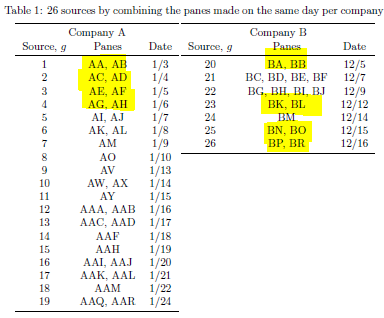 Table 1: 26 sources by combining the panes made on the same day per company
Company A Company B
Source, g Panes Date Source, g Panes Date
1 AA, AB 1/3 20 BA, BB 12/5
2 AC, AD 1/4 21 BC, BD, BE, BF 12/7
3 AE, AF 1/5 22 BG, BH, BI, BJ 12/9
4 AG, AH 1/6 23 BK, BL 12/12
5 AI, AJ 1/7 24 BM 12/14
6 AK, AL 1/8 25 BN, BO 12/15
7 AM 1/9 26 BP, BR 12/16
8 AO 1/10
9 AV 1/13
10 AW, AX 1/14
11 AY 1/15
12 AAA, AAB 1/16
13 AAC, AAD 1/17
14 AAF 1/18
15 AAH 1/19
16 AAI, AAJ 1/20
17 AAK, AAL 1/21
18 AAM 1/22
19 AAQ, AAR 1/24